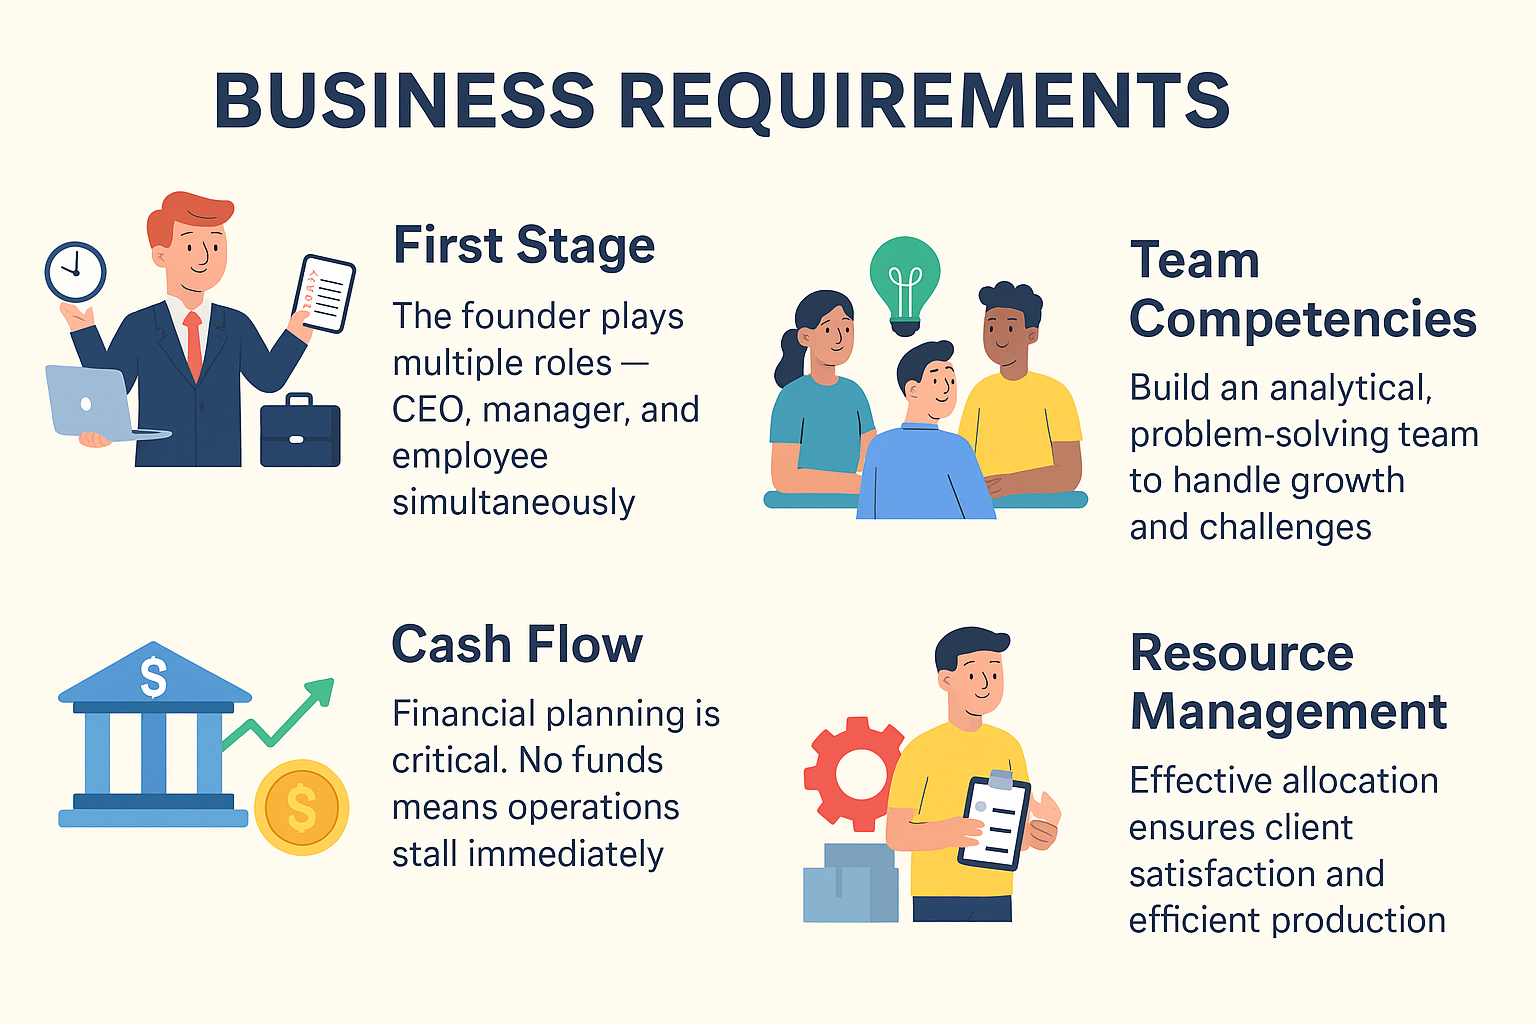 BUSINESS REQUIREMENTS
First Stage
The founder plays
multiple roles —
CEO, manager, and
employee
simultaneously
Team
Competencies
Build an analytical,
problem-solving team
to handle growth
and challenges
$
$
Cash Flow
Financial planning is
critical. No funds
means operations
stall immediately
Resource
Management
Effective allocation
ensures client
satisfaction and
efficient production